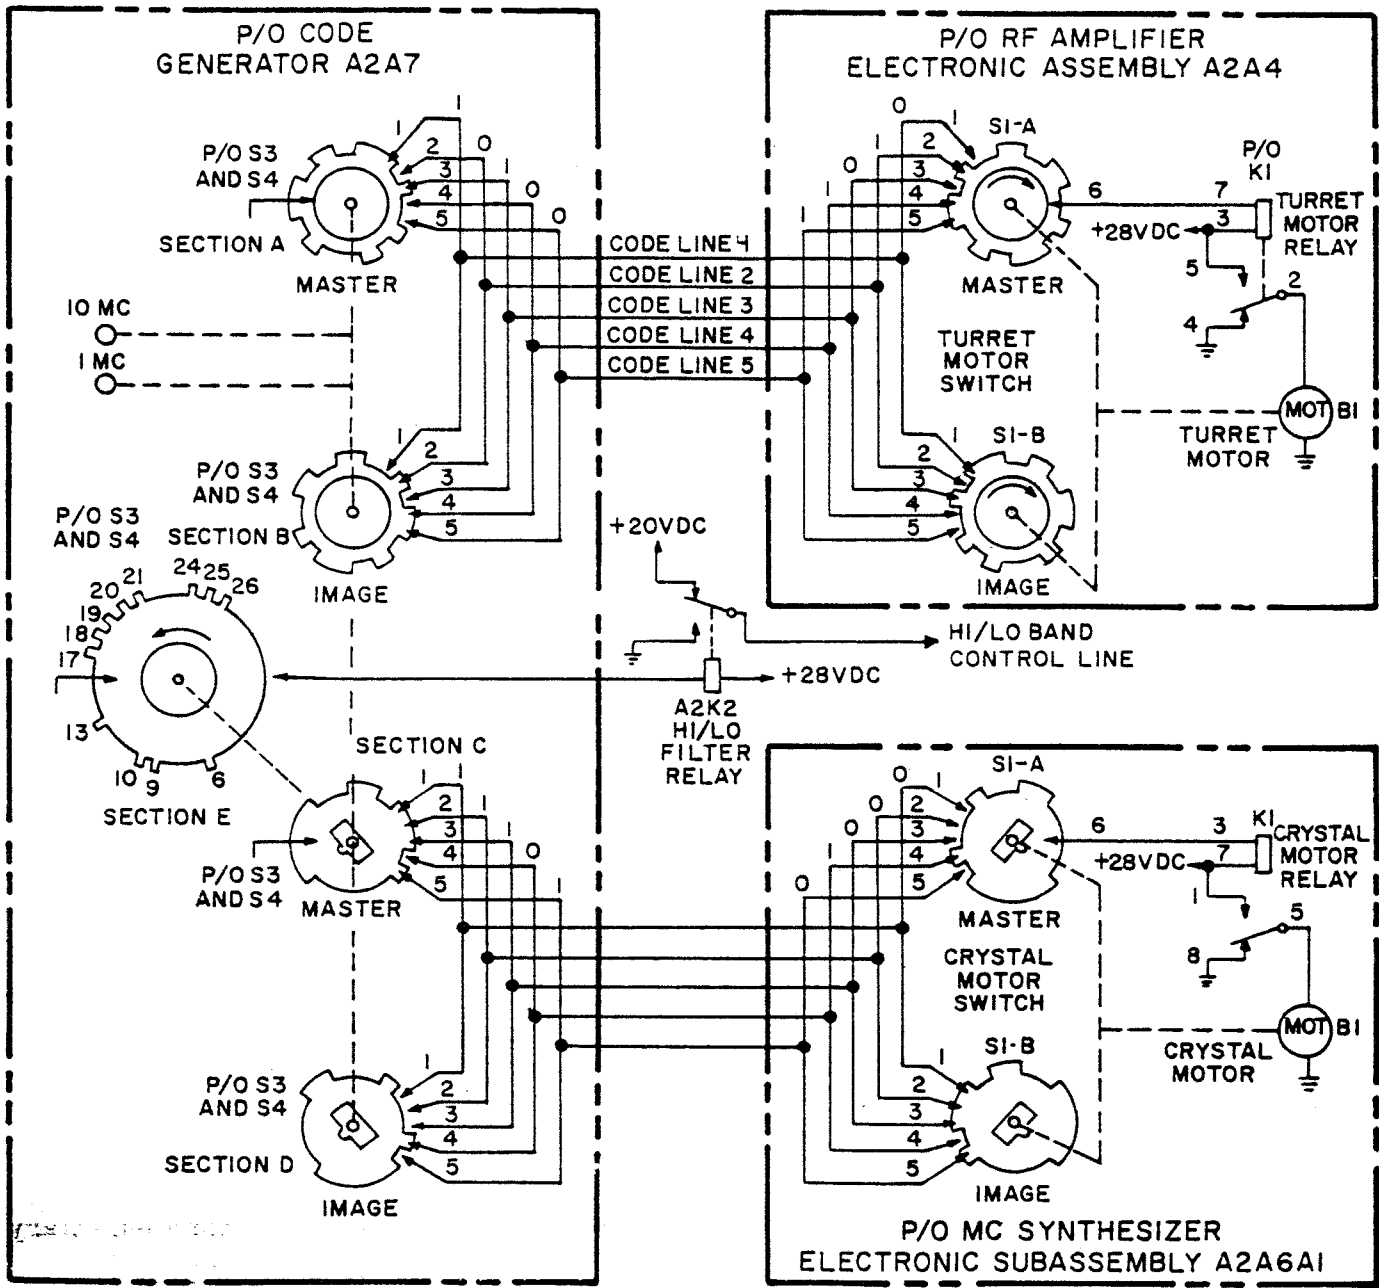 P/O CODE
GENERATOR A2A7
P/O S3
AND S4
SECTION A
MASTER
1
2
3
4
5
1
0
1
0
0
10 MC
1 MC
P/O S3
AND S4
SECTION B
IMAGE
1
2
3
4
5
CODE LINE 4
CODE LINE 2
CODE LINE 3
CODE LINE 4
CODE LINE 5
P/O RF AMPLIFIER
ELECTRONIC ASSEMBLY A2A4
0
1
0
1
1
1
2
3
4
5
S1-A
MASTER
6
7
P/O
K1
TURRET
MOTOR
RELAY
+28VDC
3
5
2
4
TURRET
MOTOR
SWITCH
MOT B1
TURRET
MOTOR
S1-B
1
2
3
4
5
IMAGE
P/O S3
AND S4
24 25 26
21
20
19
18
17
13
10
9
6
SECTION E
+20VDC
HI/LO BAND
CONTROL LINE
+28VDC
A2K2
HI/LO
FILTER
RELAY
SECTION C
1
2
3
4
5
1
1
1
0
1
P/O S3
AND S4
MASTER
P/O S3
AND S4
SECTION D
IMAGE
1
2
3
4
5
0
0
0
1
0
1
2
3
4
5
S1-A
MASTER
6
3
K1
CRYSTAL
MOTOR
RELAY
+28VDC
7
1
5
8
CRYSTAL
MOTOR
SWITCH
MOT B1
CRYSTAL
MOTOR
S1-B
1
2
3
4
5
IMAGE
P/O MC SYNTHESIZER
ELECTRONIC SUBASSEMBLY A2A6A1